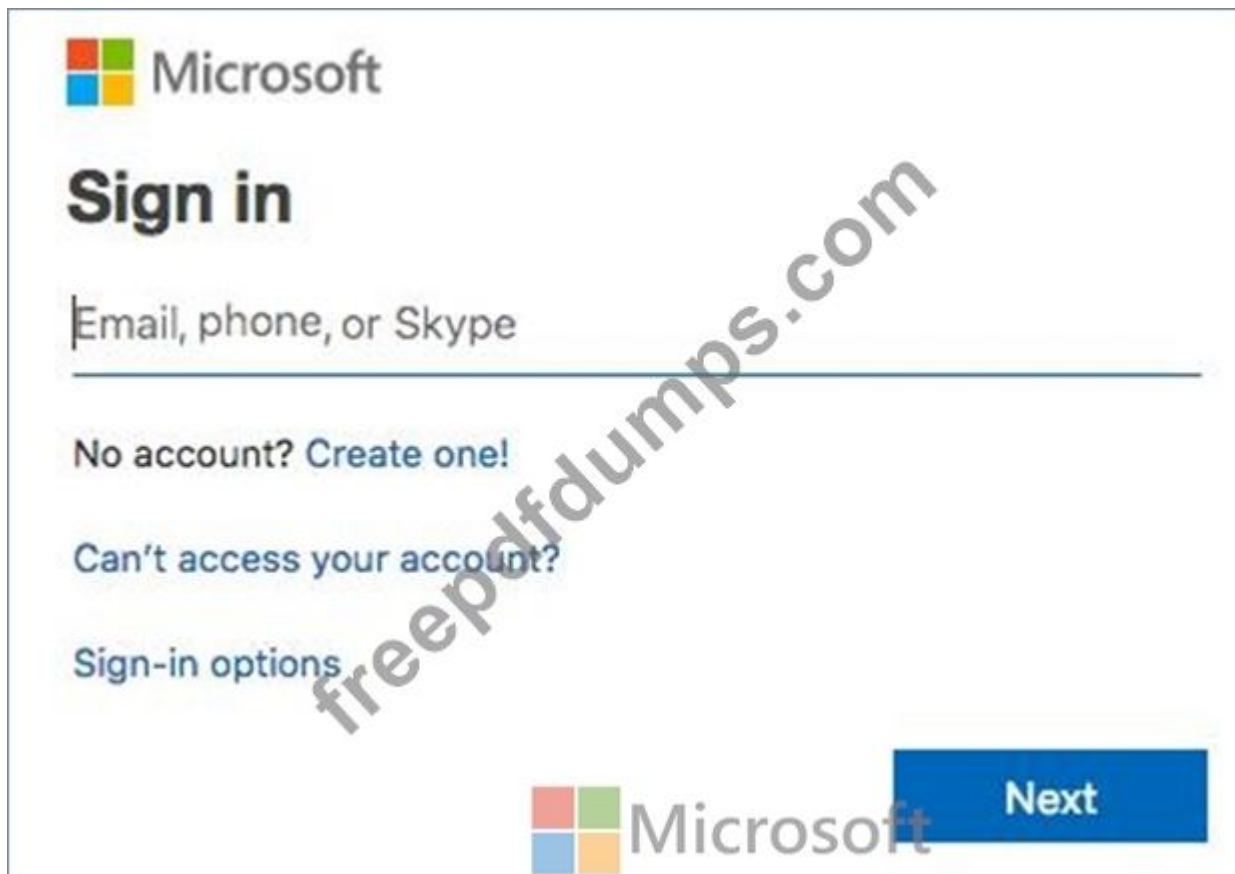 Microsoft
Sign in
Email, phone, or Skype
No account? Create one!
Can't access your account?
Sign-in options
Next
Microsoft
freepdfdumps.com